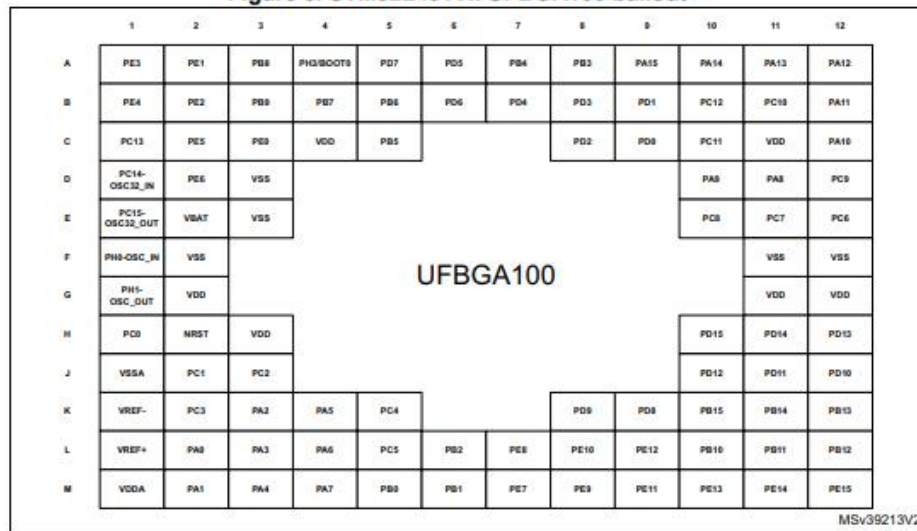 1 2 3 4 5 6 7 8 9 10 11 12
A PE3 PE1 PB8 PH3/BOOT0 PD7 PD5 PB4 PB3 PA15 PA14 PA13 PA12
B PE4 PE2 PB9 PB7 PB6 PD6 PD4 PD3 PD1 PC12 PC10 PA11
C PC13 PE5 PE0 VDD PB5 PD2 PD0 PC11 VDD PA10
D PC14-OSC32_IN PE6 VSS PA9 PA8 PC9
E PC15-OSC32_OUT VBAT VSS PC8 PC7 PC6
F PH0-OSC_IN VSS VSS VSS
UFBGA100
G PH1-OSC_OUT VDD VDD VDD
H PC0 NRST VDD PD15 PD14 PD13
J VSSA PC1 PC2 PD12 PD11 PD10
K VREF- PC3 PA2 PA5 PC4 PD9 PD8 PB15 PB14 PB13
L VREF+ PA0 PA3 PA6 PC5 PB2 PE8 PE10 PE12 PB10 PB11 PB12
M VDDA PA1 PA4 PA7 PB0 PB1 PE7 PE9 PE11 PE13 PE14 PE15
MSv39213V2